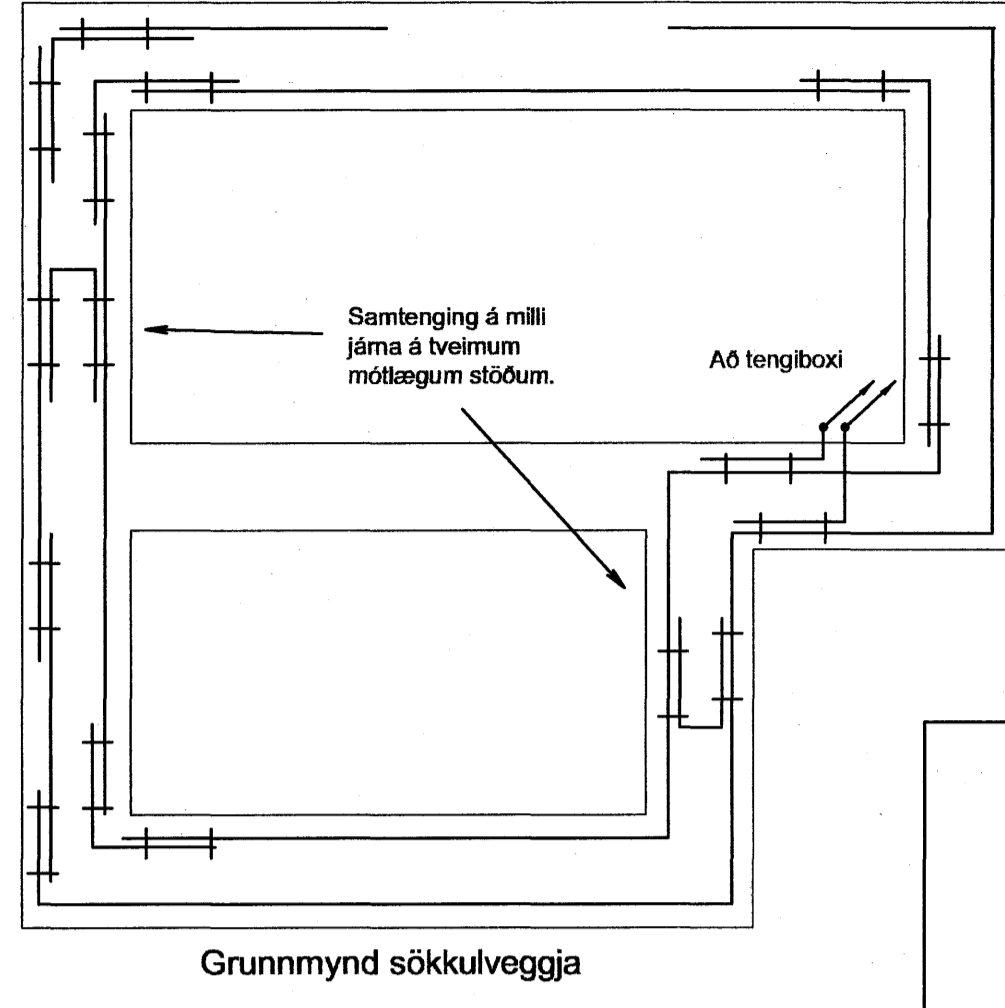 Samtenging á milli
járna á tveimum
mótlægum stöðum.
Að tengiboxi
Grunnmynd sökkulveggja